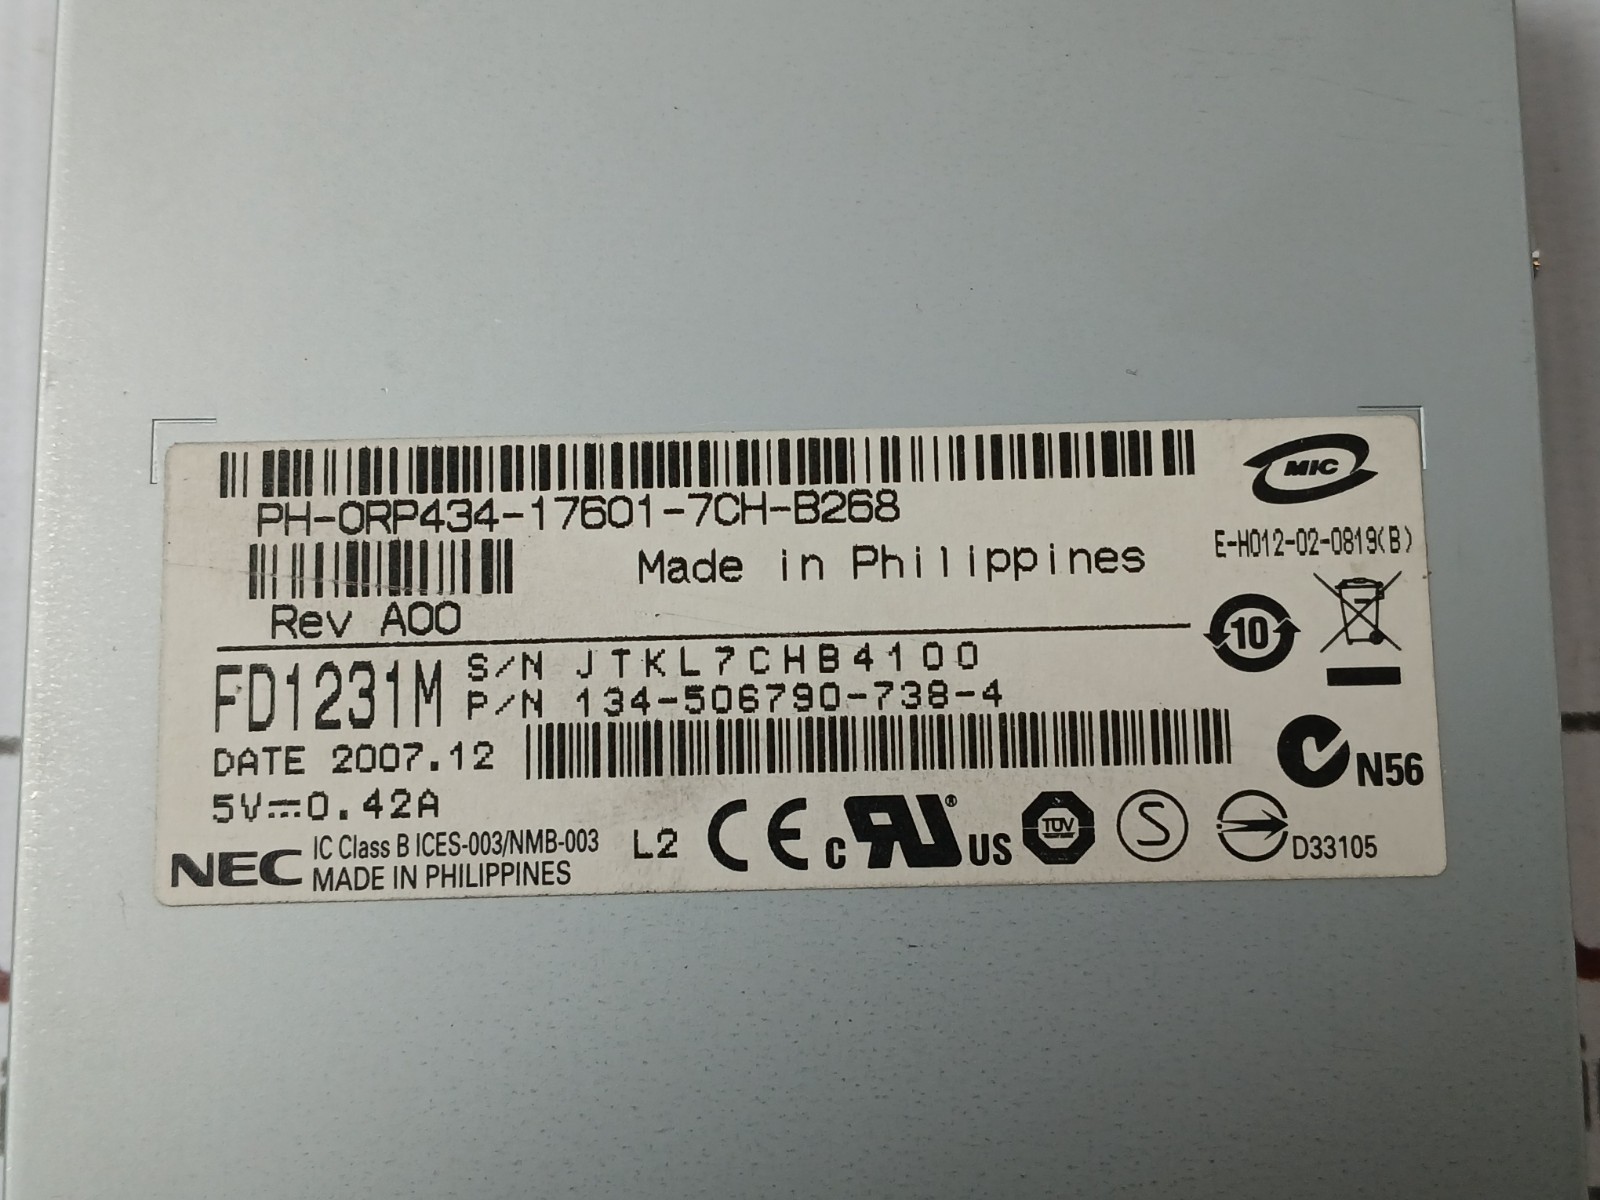 PH-0RP434-17601-7CH-B268
MIC
E-H012-02-0819(B)
Made in Philippines
Rev A00
10
FD1231M
S/N JTKL7CHB4100
P/N 134-506790-738-4
DATE 2007.12
N56
5V⎓0.42A
NEC
IC Class B ICES-003/NMB-003
MADE IN PHILIPPINES
L2
CE
c RU® US
TÜV
S
D33105